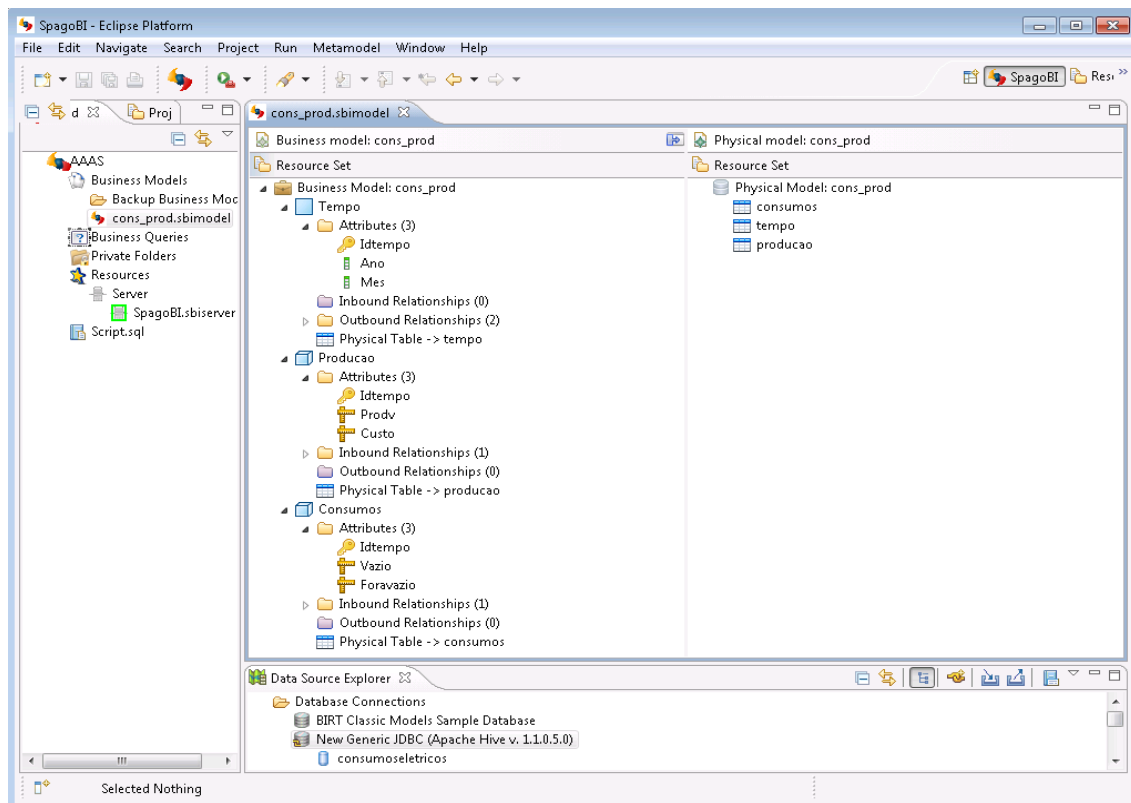 SpagoBI - Eclipse Platform
File Edit Navigate Search Project Run Metamodel Window Help
SpagoBI Resi
d Proj
AAAS
Business Models
Backup Business Moc
cons_prod.sbimodel
Business Queries
Private Folders
Resources
Server
SpagoBI.sbiserver
Script.sql
cons_prod.sbimodel
Business model: cons_prod
Resource Set
Business Model: cons_prod
Tempo
Attributes (3)
Idtempo
Ano
Mes
Inbound Relationships (0)
Outbound Relationships (2)
Physical Table -> tempo
Producao
Attributes (3)
Idtempo
Prodv
Custo
Inbound Relationships (1)
Outbound Relationships (0)
Physical Table -> producao
Consumos
Attributes (3)
Idtempo
Vazio
Foravazio
Inbound Relationships (1)
Outbound Relationships (0)
Physical Table -> consumos
Physical model: cons_prod
Resource Set
Physical Model: cons_prod
consumos
tempo
producao
Data Source Explorer
Database Connections
BIRT Classic Models Sample Database
New Generic JDBC (Apache Hive v. 1.1.0.5.0)
consumoseletricos
Selected Nothing